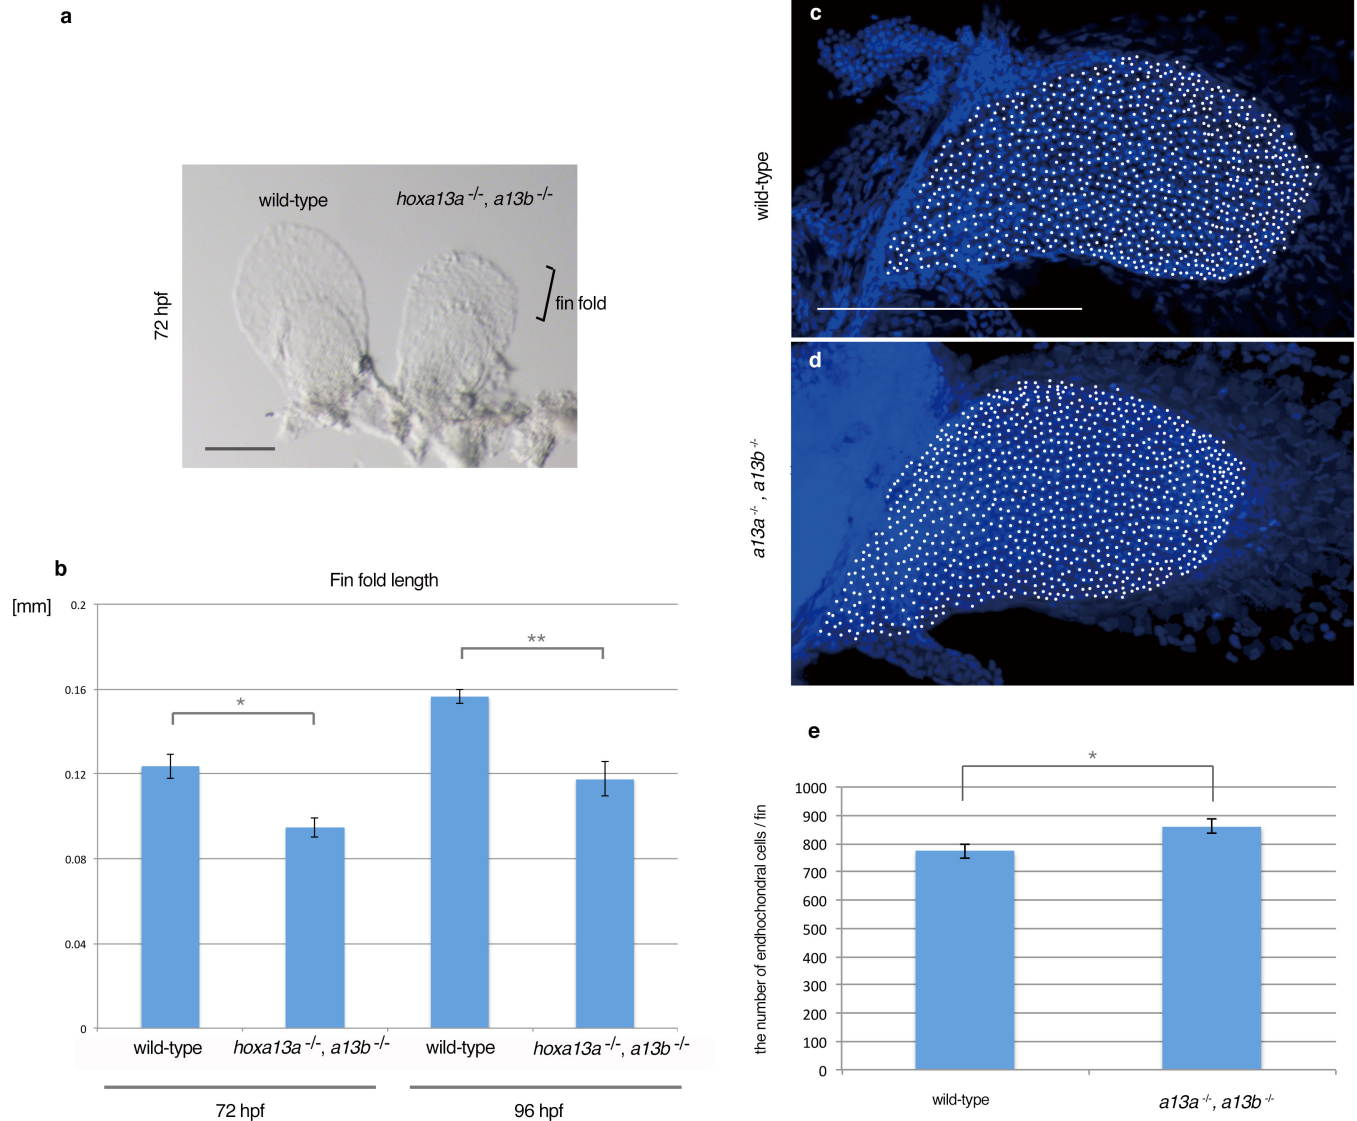 a
wild-type
hoxa13a -/-, a13b -/-
72 hpf
fin fold
b
Fin fold length
[mm]
0.2
0.16
0.12
0.08
0.04
0
*
**
wild-type
hoxa13a -/-, a13b -/-
wild-type
hoxa13a -/-, a13b -/-
72 hpf
96 hpf
c
wild-type
d
a13a -/-, a13b -/-
e
*
the number of endhochondral cells / fin
1000
900
800
700
600
500
400
300
200
100
0
wild-type
a13a -/-, a13b -/-